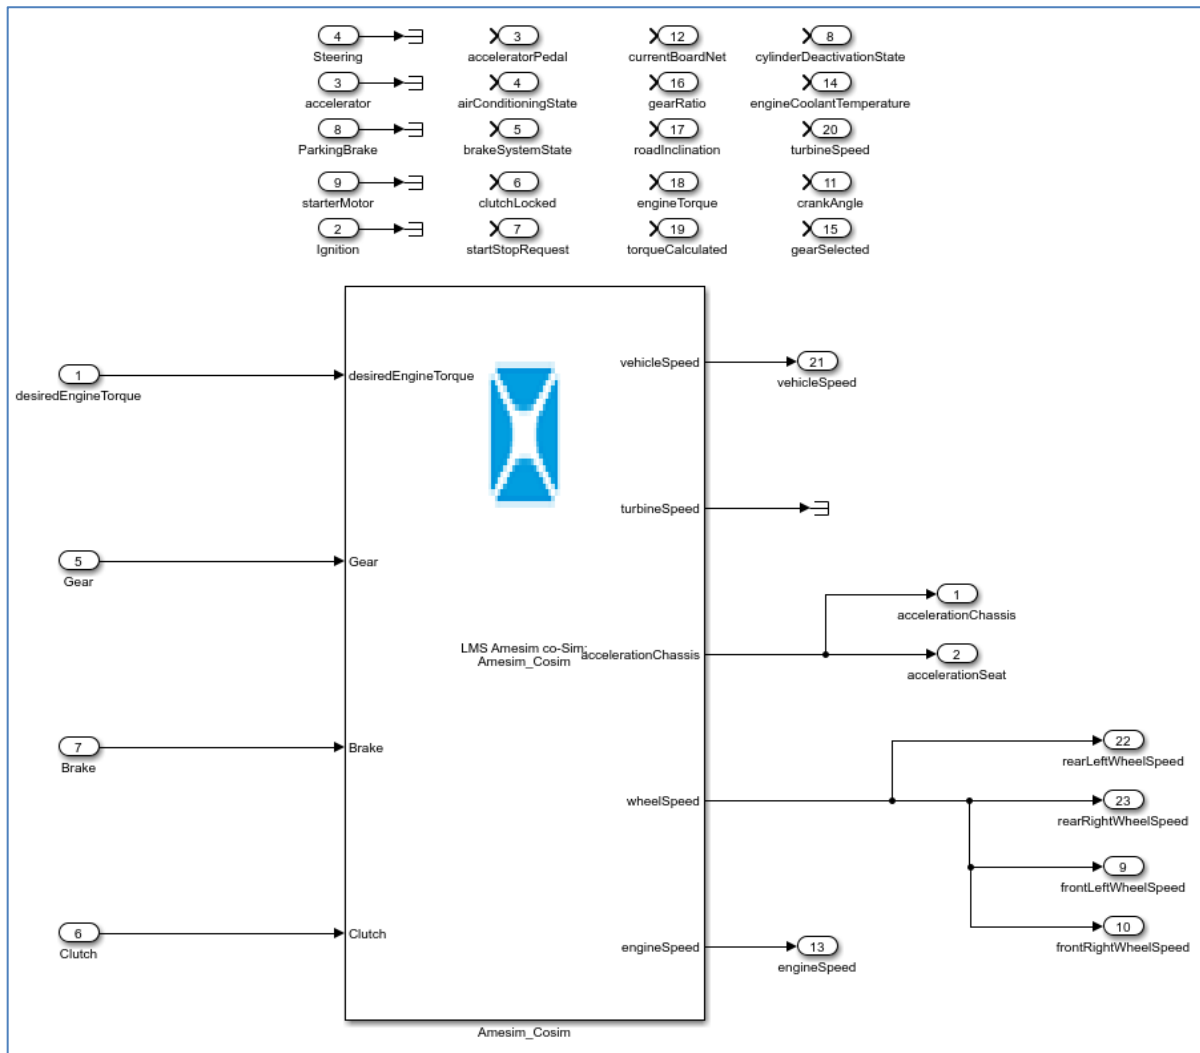 4
Steering
3
acceleratorPedal
12
currentBoardNet
8
cylinderDeactivationState
3
accelerator
4
airConditioningState
16
gearRatio
14
engineCoolantTemperature
8
ParkingBrake
5
brakeSystemState
17
roadInclination
20
turbineSpeed
9
starterMotor
6
clutchLocked
18
engineTorque
11
crankAngle
2
Ignition
7
startStopRequest
19
torqueCalculated
15
gearSelected
1
desiredEngineTorque
desiredEngineTorque
vehicleSpeed
21
vehicleSpeed
turbineSpeed
5
Gear
Gear
LMS Amesim co-Sim:
Amesim_Cosim
accelerationChassis
1
accelerationChassis
2
accelerationSeat
7
Brake
Brake
wheelSpeed
22
rearLeftWheelSpeed
23
rearRightWheelSpeed
9
frontLeftWheelSpeed
10
frontRightWheelSpeed
6
Clutch
Clutch
engineSpeed
13
engineSpeed
Amesim_Cosim